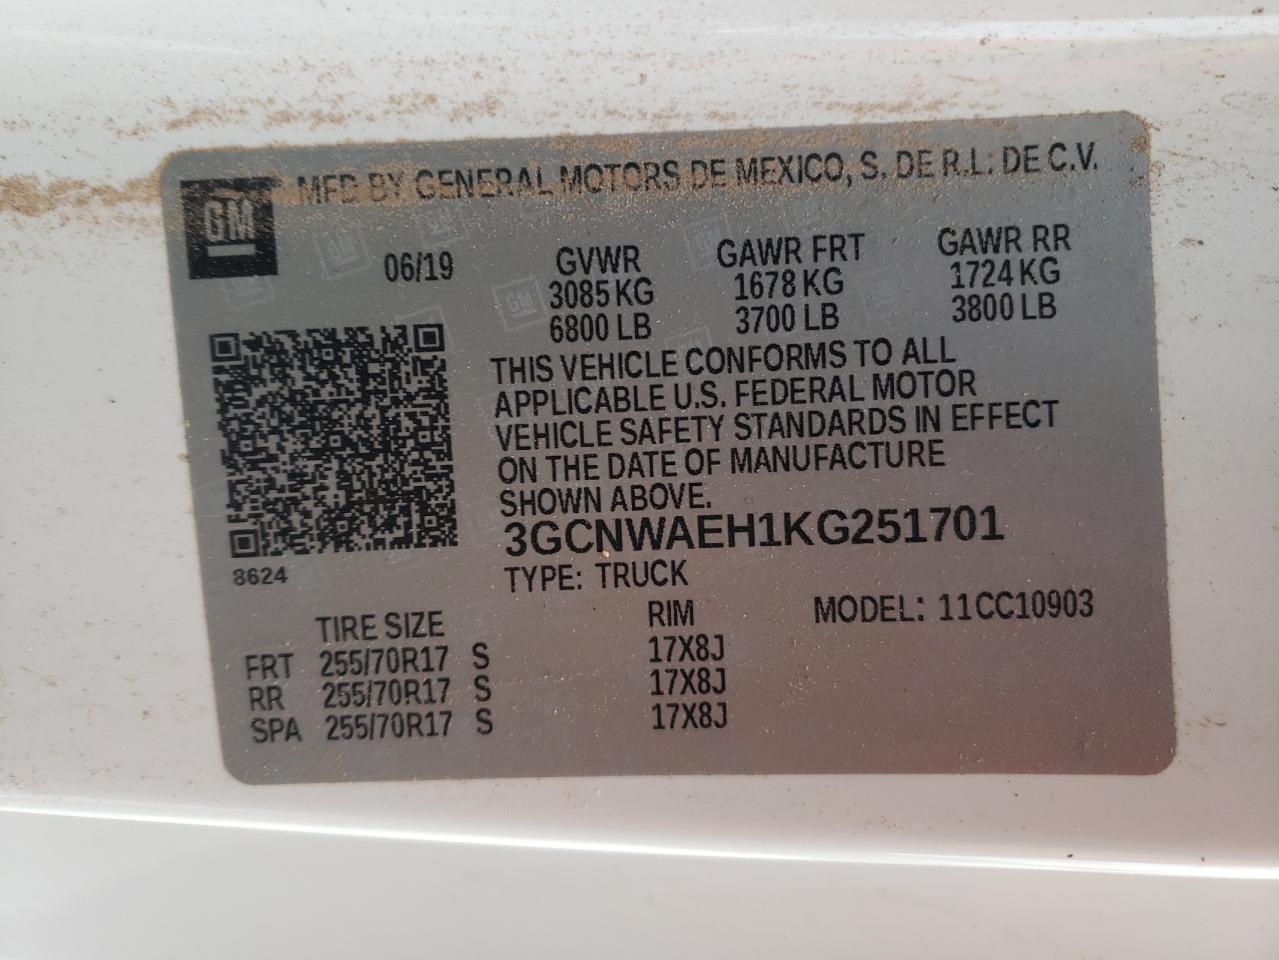 MFD BY GENERAL MOTORS DE MEXICO, S. DE R.L. DE C.V.
GM
06/19
GVWR GAWR FRT GAWR RR
3085 KG 1678 KG 1724 KG
6800 LB 3700 LB 3800 LB
THIS VEHICLE CONFORMS TO ALL
APPLICABLE U.S. FEDERAL MOTOR
VEHICLE SAFETY STANDARDS IN EFFECT
ON THE DATE OF MANUFACTURE
SHOWN ABOVE.
3GCNWAEH1KG251701
8624
TYPE: TRUCK
TIRE SIZE RIM MODEL: 11CC10903
FRT 255/70R17 S 17X8J
RR 255/70R17 S 17X8J
SPA 255/70R17 S 17X8J